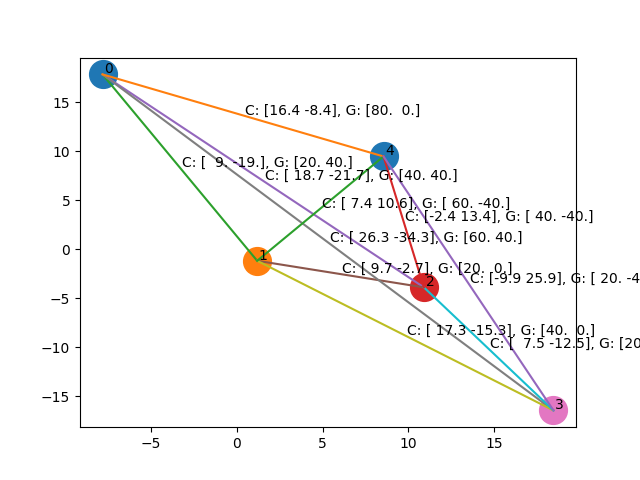 0
15
C: [16.4 -8.4], G: [80.  0.]
10
4
C: [  9. -19.], G: [20. 40.]
C: [ 18.7 -21.7], G: [40. 40.]
5
C: [ 7.4 10.6], G: [ 60. -40.]
C: [-2.4 13.4], G: [ 40. -40.]
C: [ 26.3 -34.3], G: [60. 40.]
0
1
C: [ 9.7 -2.7], G: [20.  0.]
2
C: [-9.9 25.9], G: [ 20. -4
−5
C: [ 17.3 -15.3], G: [40.  0.]
C: [  7.5 -12.5], G: [20
−10
−15
3
−5
0
5
10
15